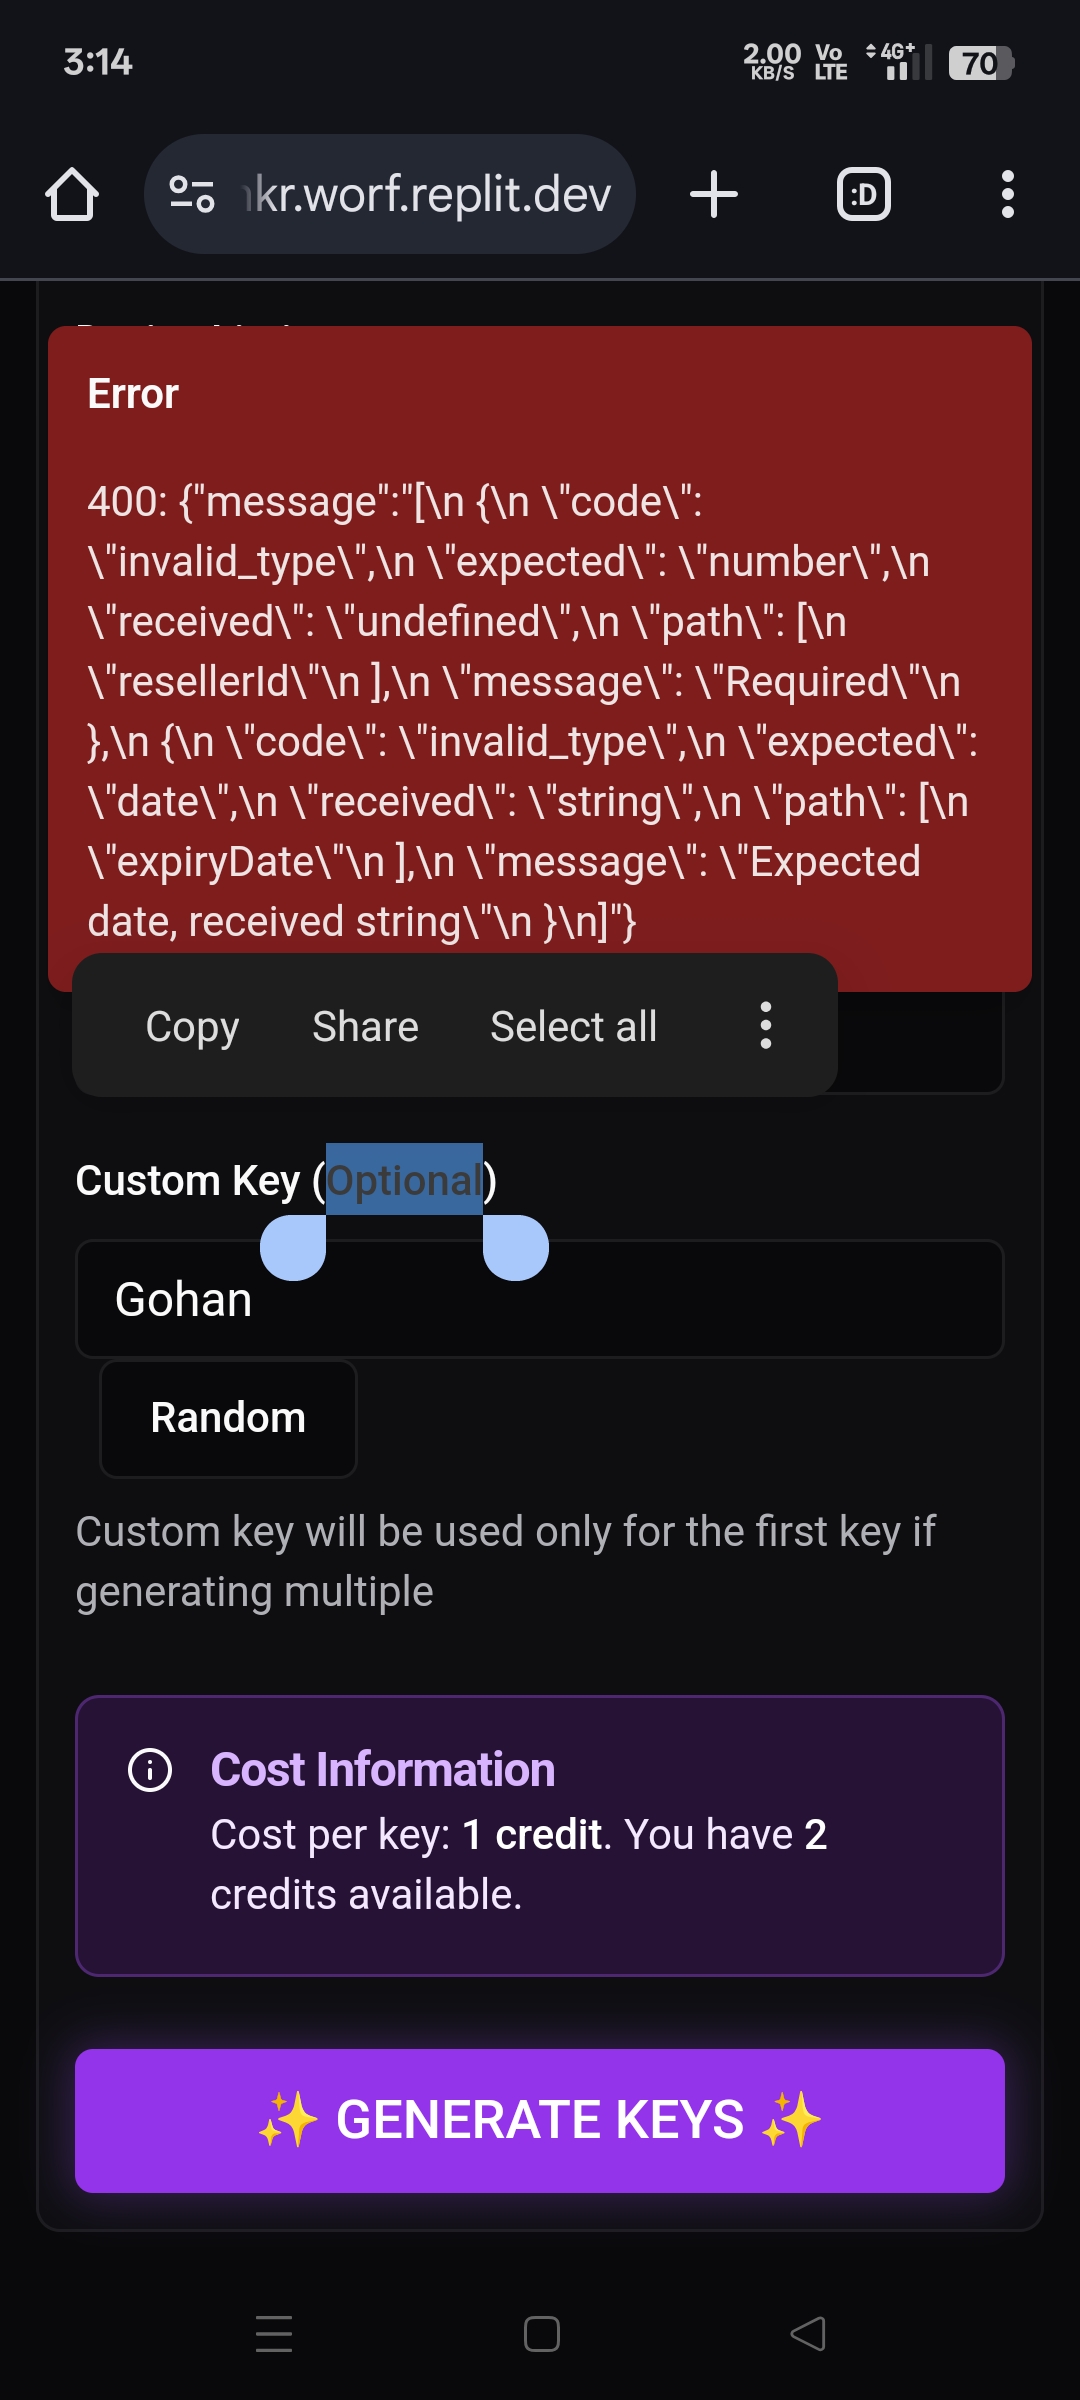 3:14
2.00 KB/S Vo LTE 4G+ 70
kr.worf.replit.dev
:D
Error
400: {"message":"[\n {\n \"code\":
\"invalid_type\",\n \"expected\": \"number\",\n
\"received\": \"undefined\",\n \"path\": [\n
\"resellerId\"\n ],\n \"message\": \"Required\"\n
},\n {\n \"code\": \"invalid_type\",\n \"expected\":
\"date\",\n \"received\": \"string\",\n \"path\": [\n
\"expiryDate\"\n ],\n \"message\": \"Expected
date, received string\"\n }\n]"}
Copy Share Select all
Custom Key (Optional)
Gohan
Random
Custom key will be used only for the first key if
generating multiple
Cost Information
Cost per key: 1 credit. You have 2
credits available.
✨ GENERATE KEYS ✨